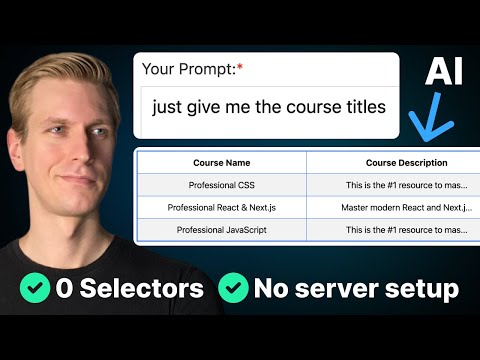 Your Prompt:*
AI
just give me the course titles
Course Name Course Description
Professional CSS This is the #1 resource to mas...
Professional React & Next.js Master modern React and Next.j...
Professional JavaScript This is the #1 resource to mas...
0 Selectors No server setup